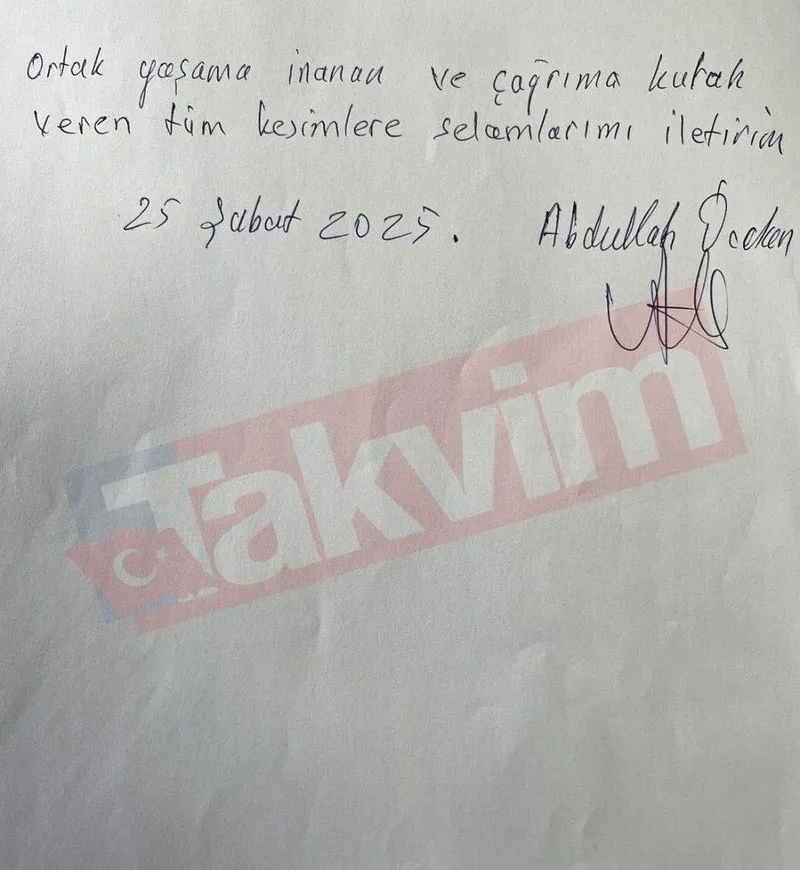 Ortak yaşama inanan ve çağrıma kulak
veren tüm kesimlere selamlarımı iletirim
25 Şubat 2025. Abdullah Öcalan
Takvim